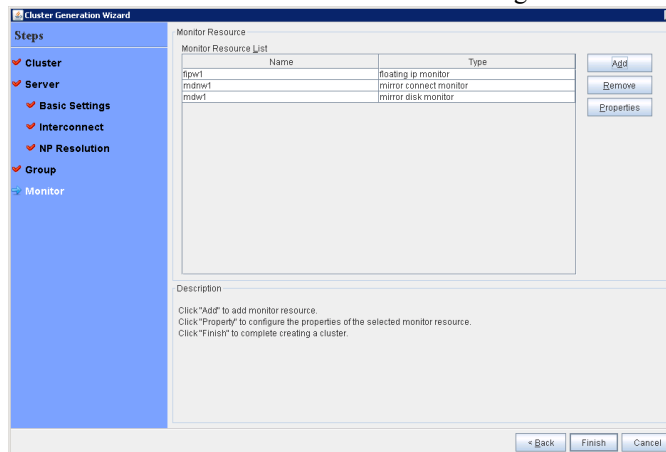 Cluster Generation Wizard
Steps
Cluster
Server
Basic Settings
Interconnect
NP Resolution
Group
Monitor
Monitor Resource
Monitor Resource List
Name Type
fipw1 floating ip monitor
mdnw1 mirror connect monitor
mdw1 mirror disk monitor
Add
Remove
Properties
Description
Click "Add" to add monitor resource.
Click "Property" to configure the properties of the selected monitor resource.
Click "Finish" to complete creating a cluster.
< Back Finish Cancel